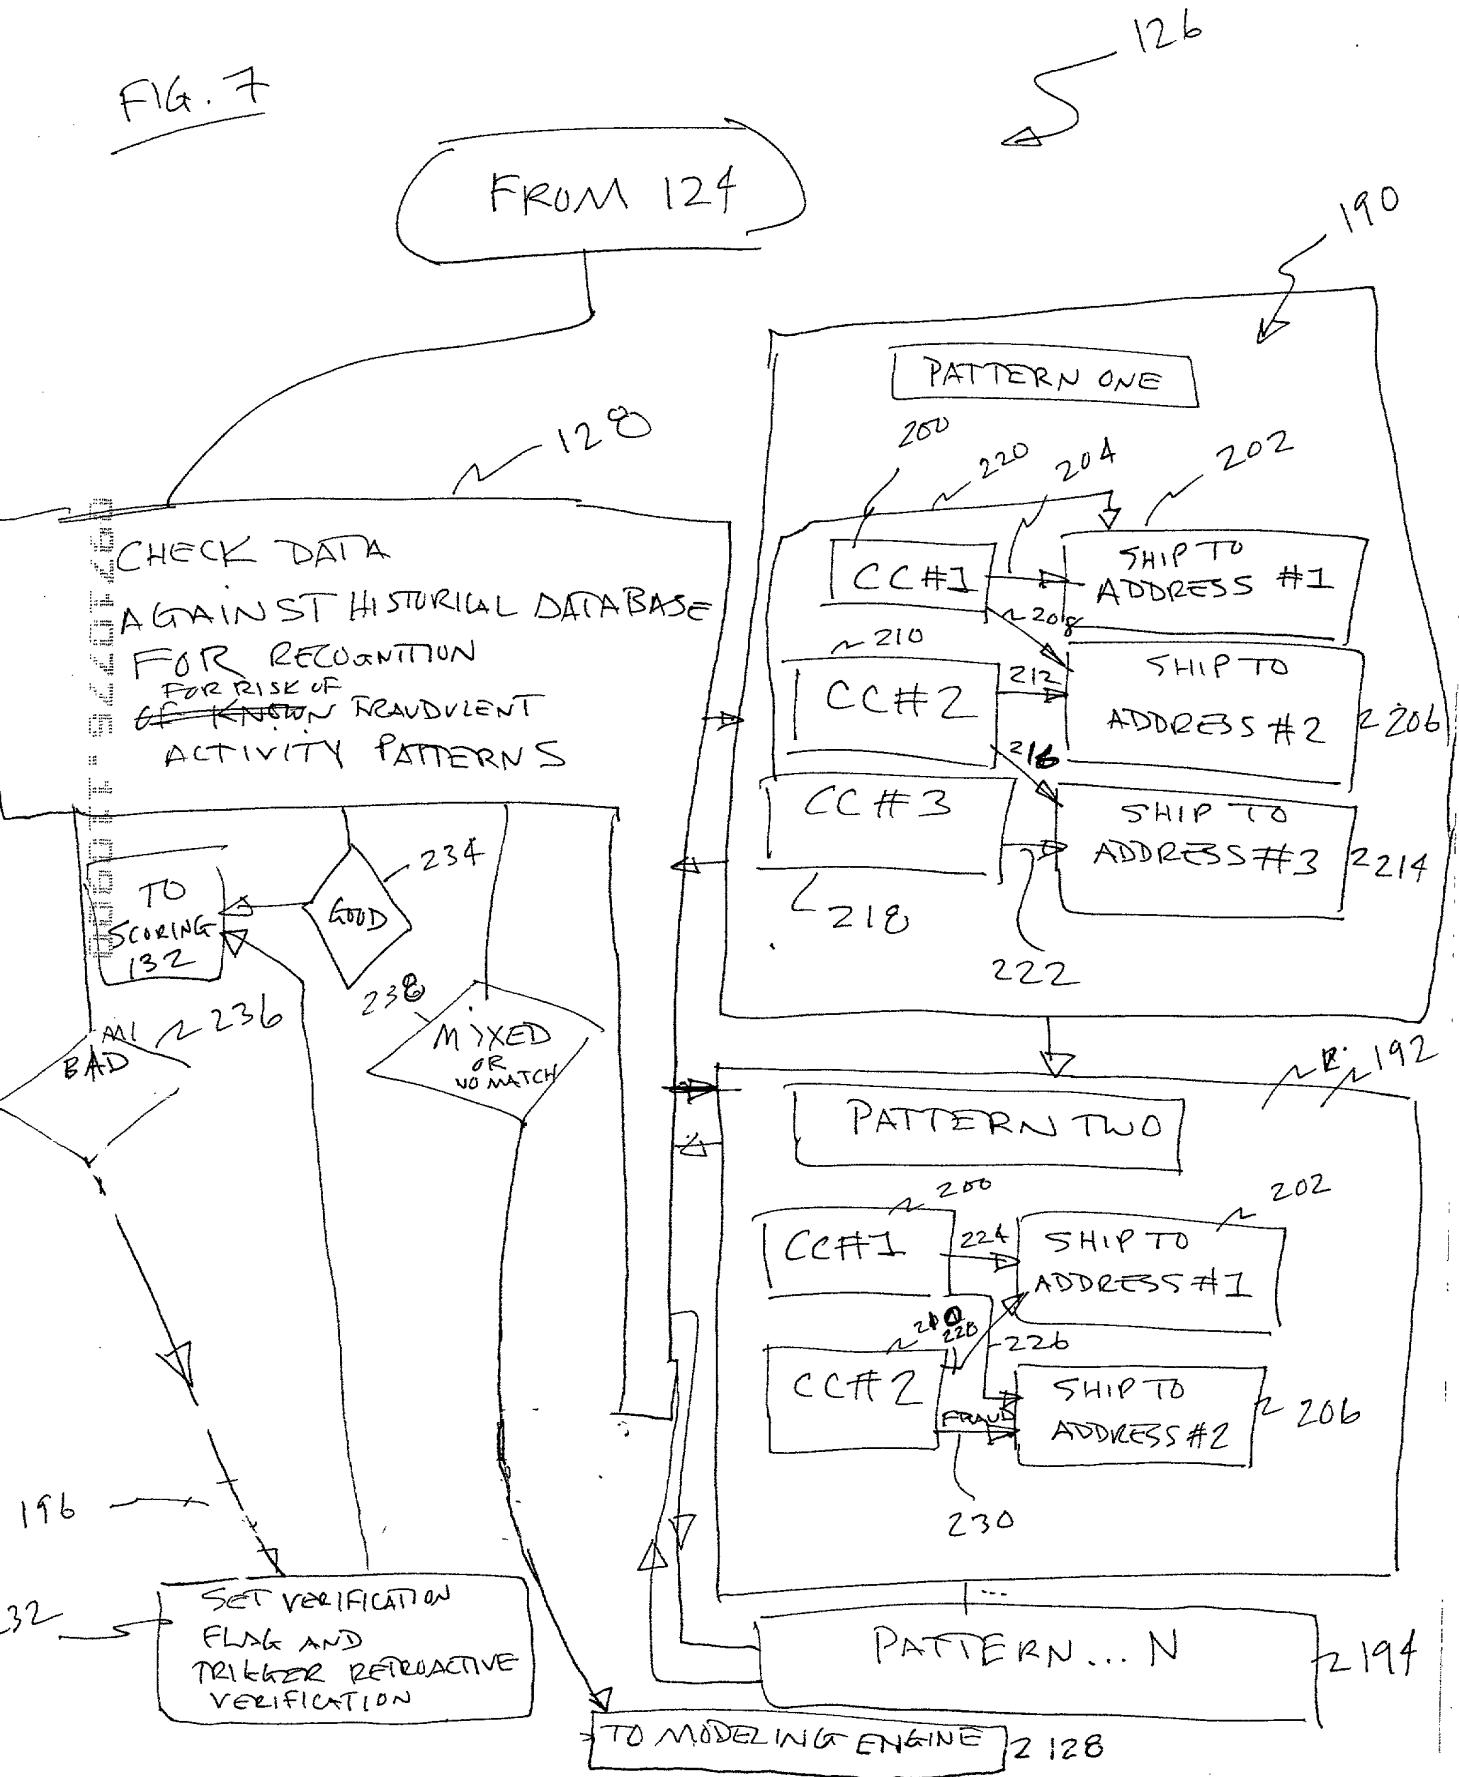 FIG. 7
126
FROM 124
190
PATTERN ONE
128
200
220
204
202
CHECK DATA
AGAINST HISTORICAL DATABASE
FOR RECOGNITION
FOR RISK OF
OF KNOWN FRAUDULENT
ACTIVITY PATTERNS
CC#1
SHIP TO
ADDRESS #1
208
210
CC#2
212
SHIP TO
ADDRESS #2
206
216
CC#3
SHIP TO
ADDRESS #3
214
218
222
TO
SCORING
132
234
GOOD
236
BAD
238
MIXED
OR
NO MATCH
192
PATTERN TWO
200
202
CC#1
224
SHIP TO
ADDRESS #1
210
226
CC#2
SHIP TO
ADDRESS #2
206
FRAUD
230
196
SET VERIFICATION
FLAG AND
TRIGGER RETROACTIVE
VERIFICATION
...
PATTERN... N
194
TO MODELING ENGINE
128